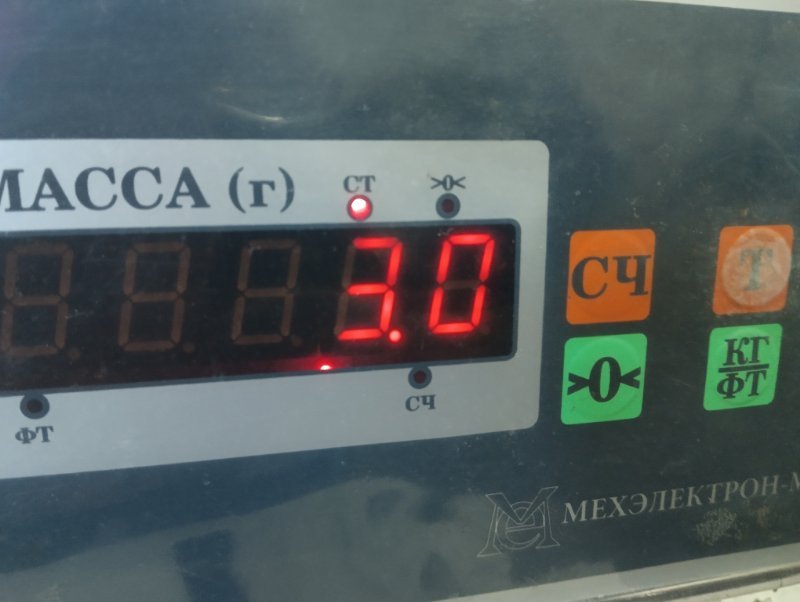 МАССА (г)
СТ
>0<
3.0
ФТ
СЧ
СЧ
Т
>0<
КГ
ФТ
МЕХЭЛЕКТРОН-М